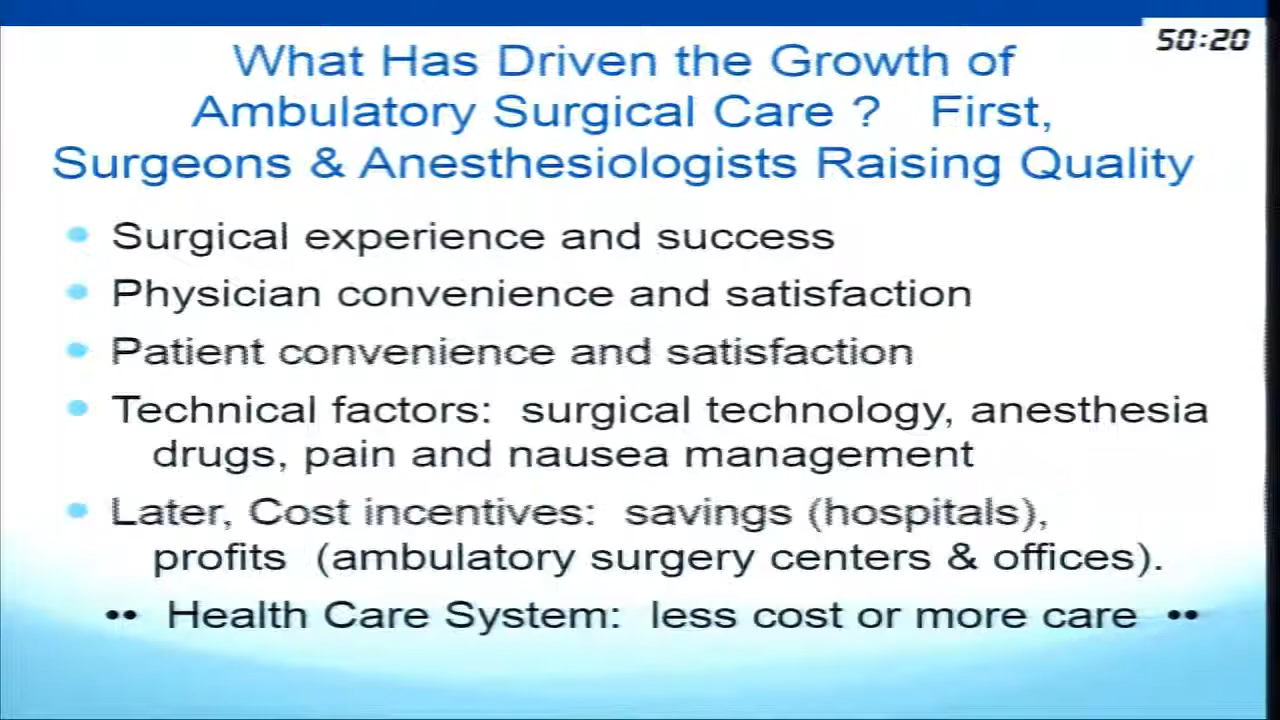 50:20
What Has Driven the Growth of
Ambulatory Surgical Care ? First,
Surgeons & Anesthesiologists Raising Quality
• Surgical experience and success
• Physician convenience and satisfaction
• Patient convenience and satisfaction
• Technical factors: surgical technology, anesthesia
drugs, pain and nausea management
• Later, Cost incentives: savings (hospitals),
profits (ambulatory surgery centers & offices).
•• Health Care System: less cost or more care ••